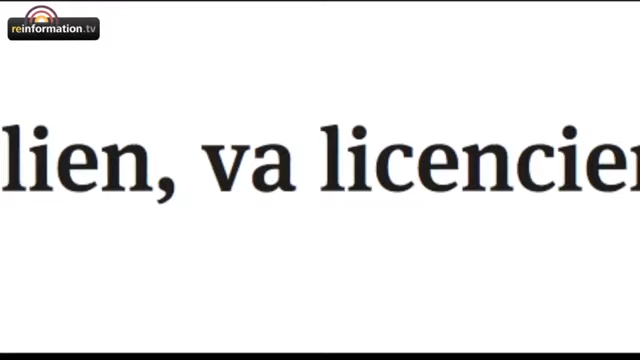 reinformation.tv
lien, va licencier